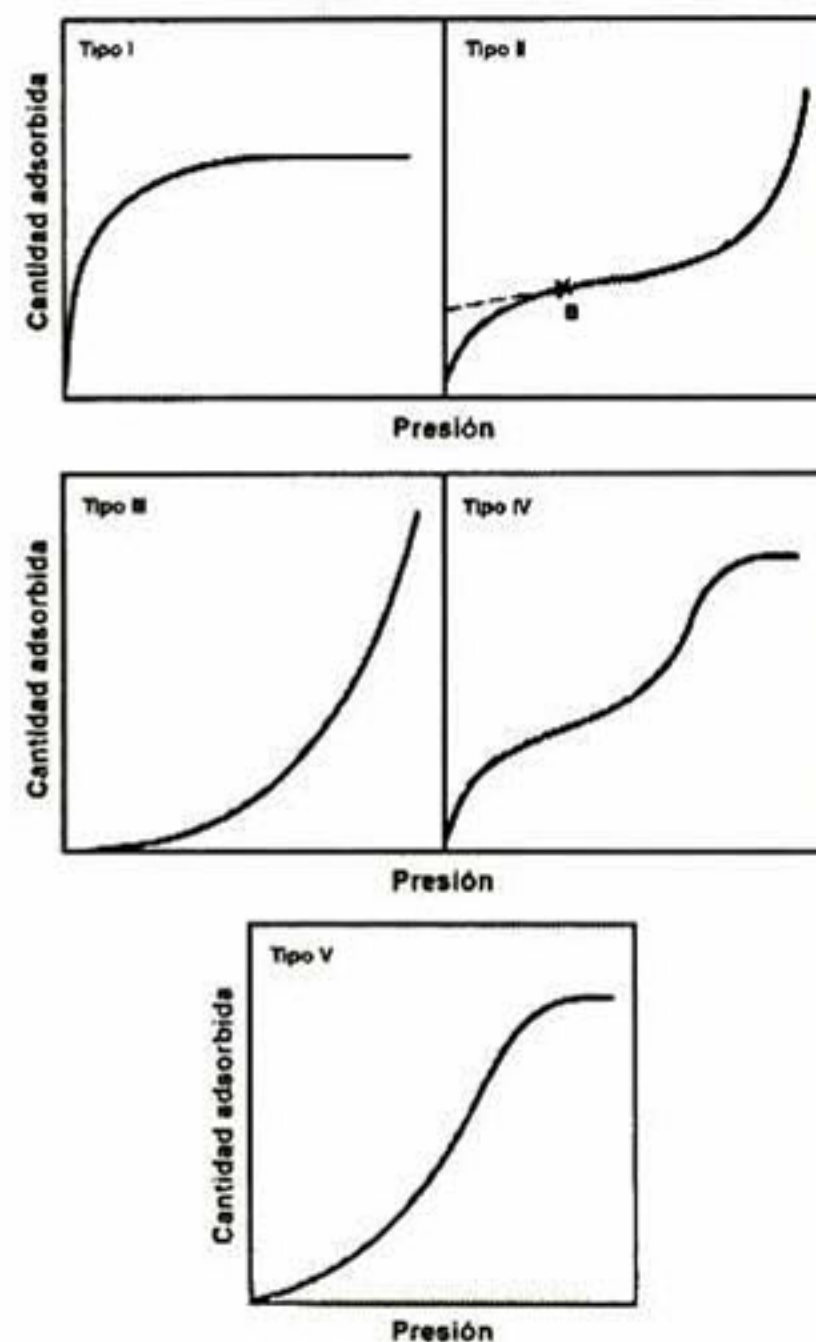 Tipo I
Tipo II
Cantidad adsorbida
B
Presión
Tipo III
Tipo IV
Cantidad adsorbida
Presión
Tipo V
Cantidad adsorbida
Presión